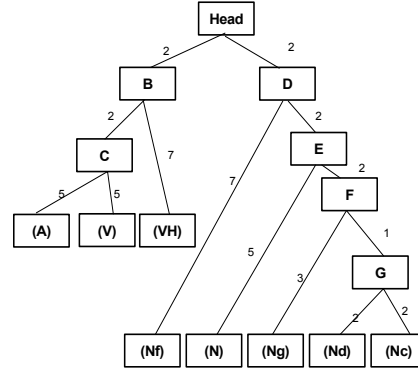 Head
2 2
B D
2 7 2
C E
5 5 7 2
F
(A) (V) (VH)
5 3 1
G
2 2
(Nf) (N) (Ng) (Nd) (Nc)